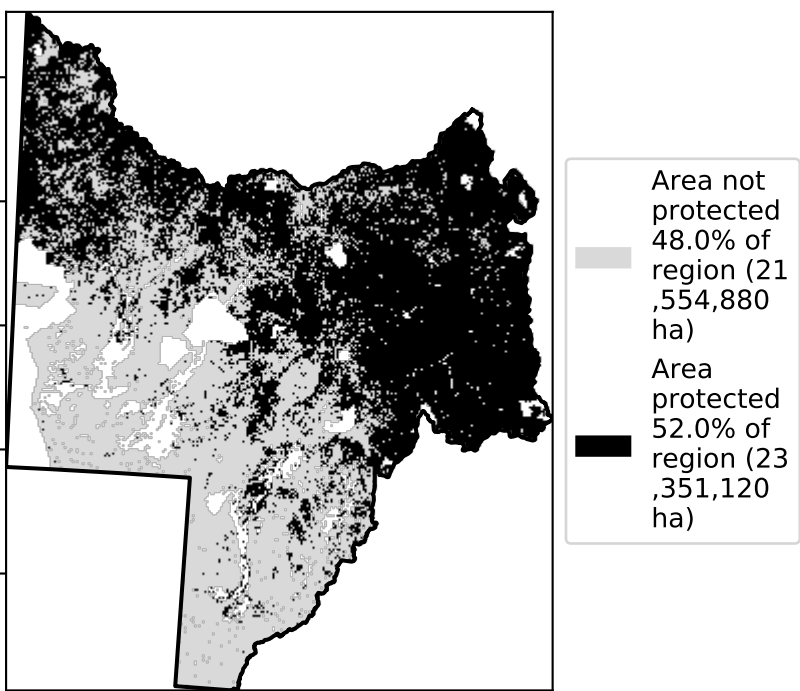 Area not
protected
48.0% of
region (21
,554,880
ha)
Area
protected
52.0% of
region (23
,351,120
ha)